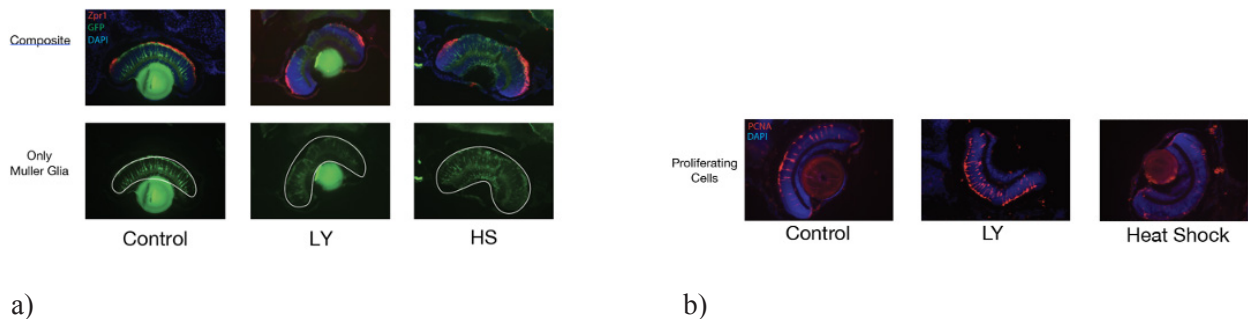 Composite
Zpr1
GFP
DAPI
Only
Muller Glia
Control
LY
HS
a)
Proliferating
Cells
PCNA
DAPI
Control
LY
Heat Shock
b)